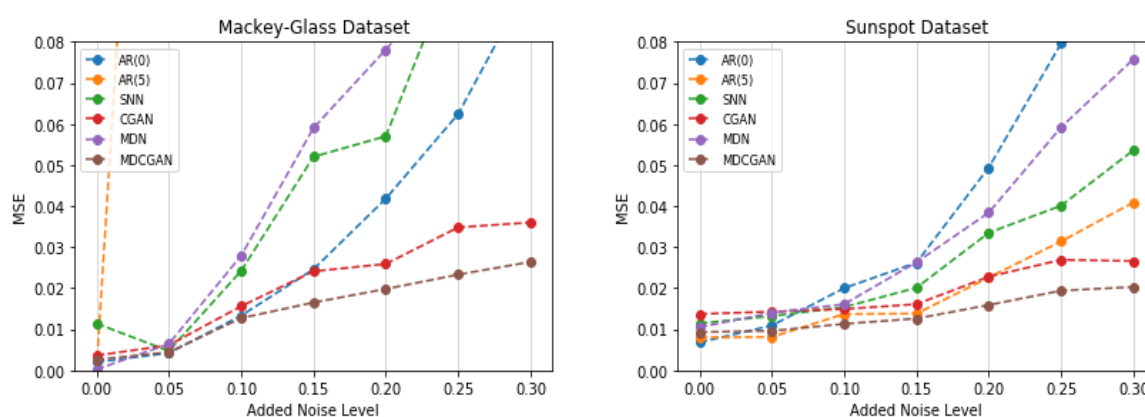 Mackey-Glass Dataset
0.08
0.07
0.06
0.05
0.04
0.03
0.02
0.01
0.00
MSE
AR(0)
AR(5)
SNN
CGAN
MDN
MDCGAN
0.00 0.05 0.10 0.15 0.20 0.25 0.30
Added Noise Level
Sunspot Dataset
0.08
0.07
0.06
0.05
0.04
0.03
0.02
0.01
0.00
MSE
AR(0)
AR(5)
SNN
CGAN
MDN
MDCGAN
0.00 0.05 0.10 0.15 0.20 0.25 0.30
Added Noise Level